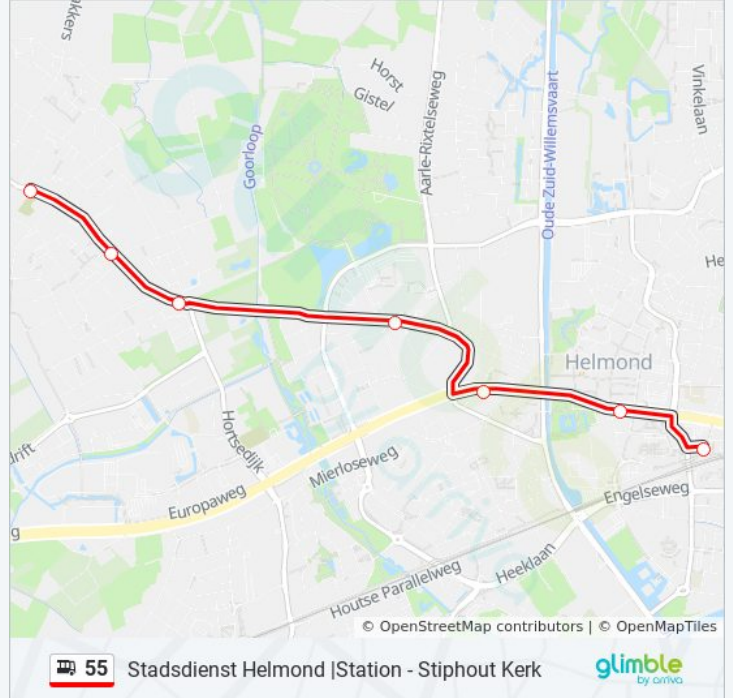 akkers
Horst
Gistel
Vinkelaan
Aarle-Rixtelseweg
Goorloop
Oude Zuid-Willemsvaart
He
Helmond
Hortsedijk
drift
Mierloseweg
Europaweg
Engelseweg
g
Heeklaan
Houtse Parallelweg
© OpenStreetMap contributors | © OpenMapTiles
55 Stadsdienst Helmond |Station - Stiphout Kerk
glimble
by arriva